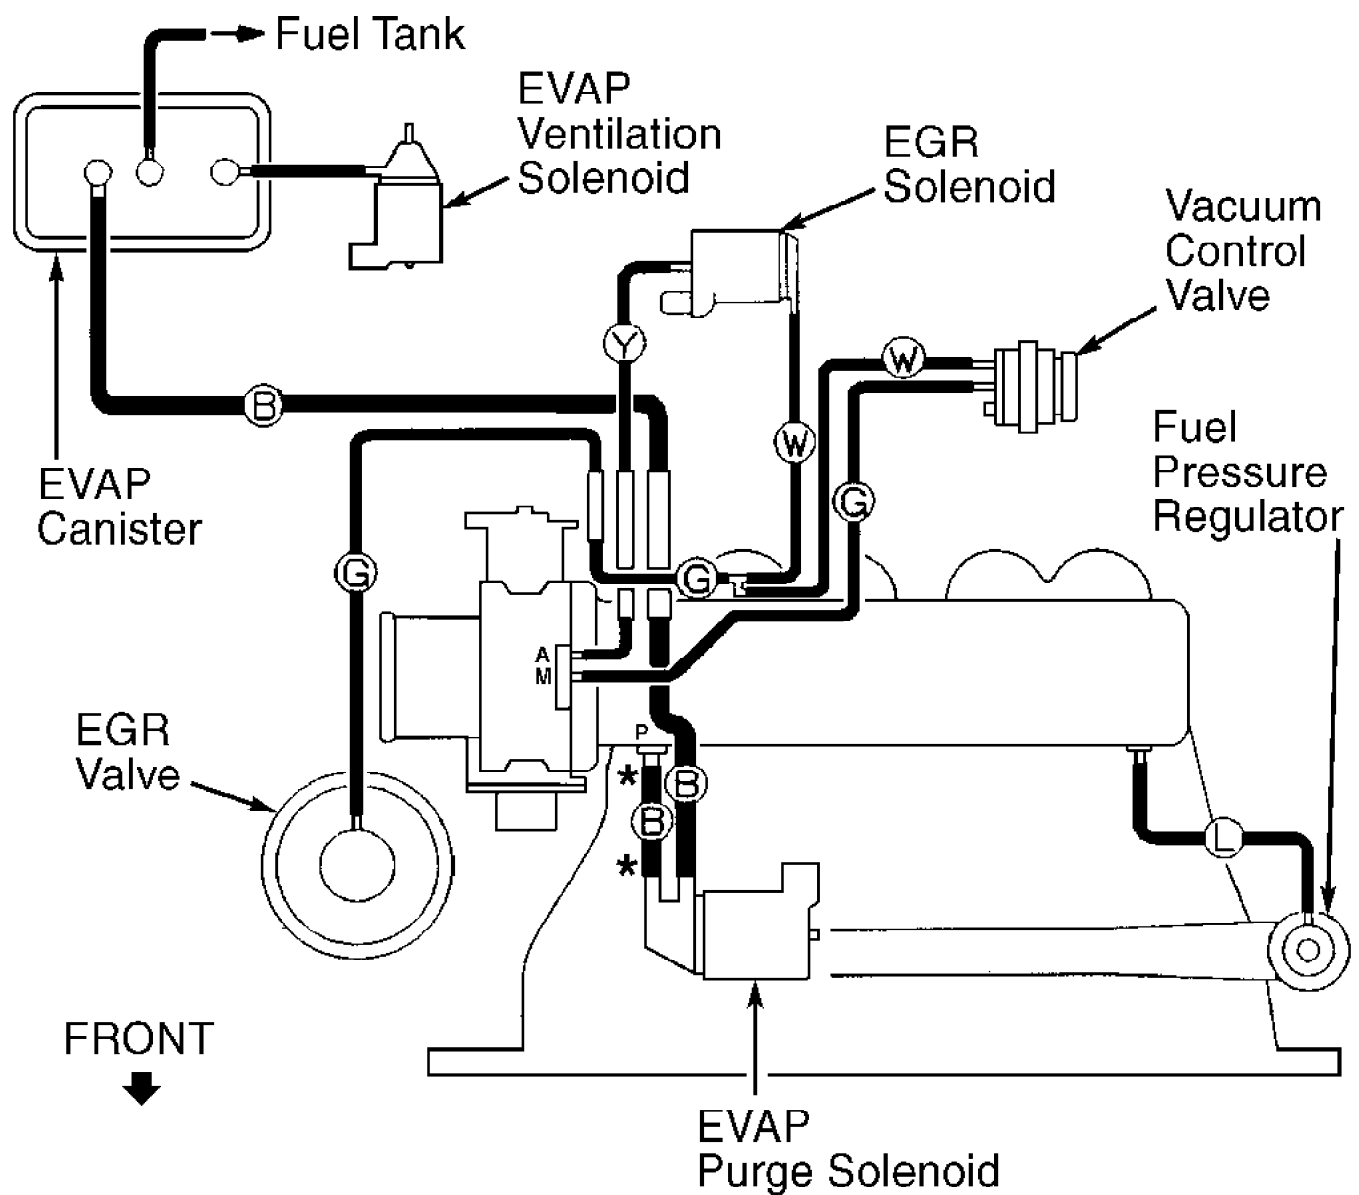 Fuel Tank
EVAP
Ventilation
Solenoid
EGR
Solenoid
Vacuum
Control
Valve
Y
W
B
W
Fuel
Pressure
Regulator
EVAP
Canister
G
G
G
A
M
EGR
Valve
P
*
B
B
*
L
FRONT
EVAP
Purge Solenoid